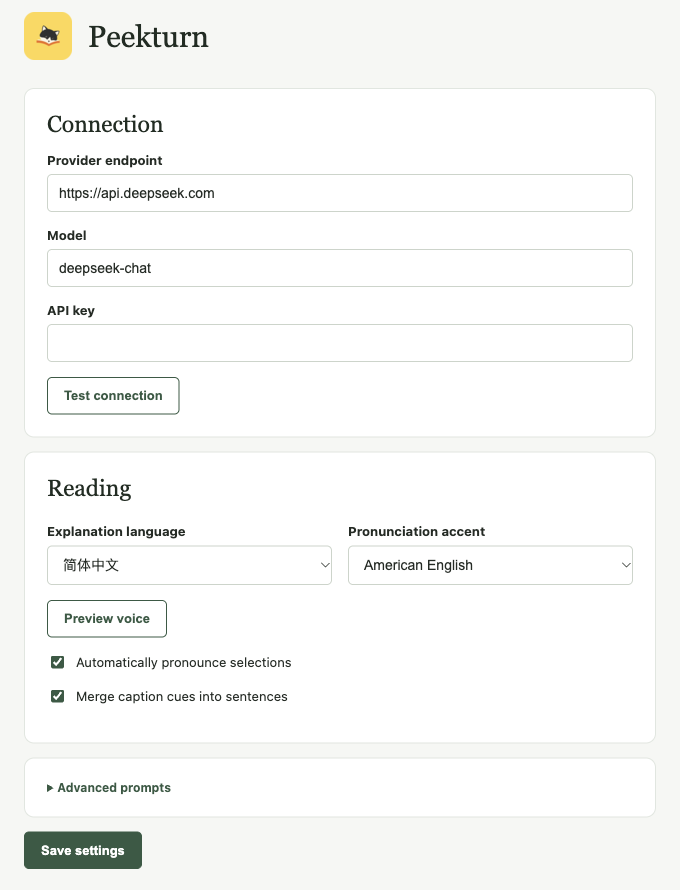 Peekturn
Connection
Provider endpoint
https://api.deepseek.com
Model
deepseek-chat
API key
Test connection
Reading
Explanation language
简体中文
Pronunciation accent
American English
Preview voice
Automatically pronounce selections
Merge caption cues into sentences
Advanced prompts
Save settings